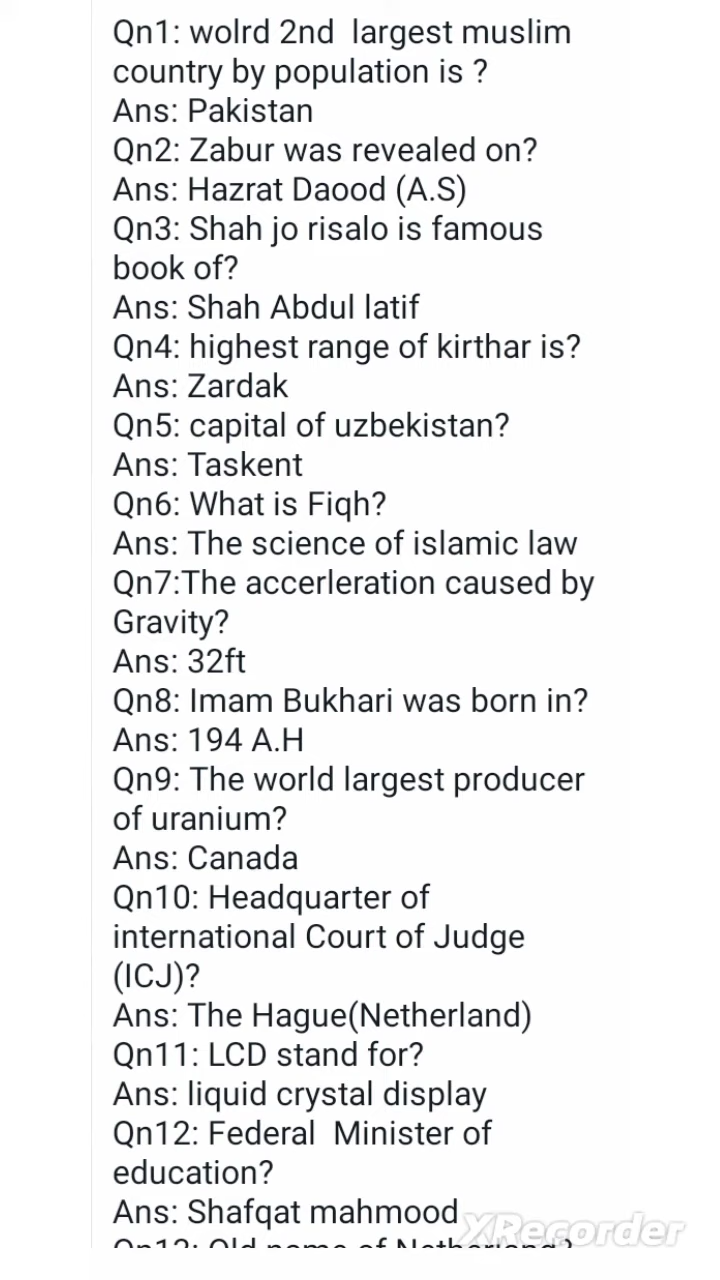 Qn1: wolrd 2nd  largest muslim
country by population is ?
Ans: Pakistan
Qn2: Zabur was revealed on?
Ans: Hazrat Daood (A.S)
Qn3: Shah jo risalo is famous
book of?
Ans: Shah Abdul latif
Qn4: highest range of kirthar is?
Ans: Zardak
Qn5: capital of uzbekistan?
Ans: Taskent
Qn6: What is Fiqh?
Ans: The science of islamic law
Qn7:The accerleration caused by
Gravity?
Ans: 32ft
Qn8: Imam Bukhari was born in?
Ans: 194 A.H
Qn9: The world largest producer
of uranium?
Ans: Canada
Qn10: Headquarter of
international Court of Judge
(ICJ)?
Ans: The Hague(Netherland)
Qn11: LCD stand for?
Ans: liquid crystal display
Qn12: Federal  Minister of
education?
Ans: Shafqat mahmood
XRecorder
Old name of